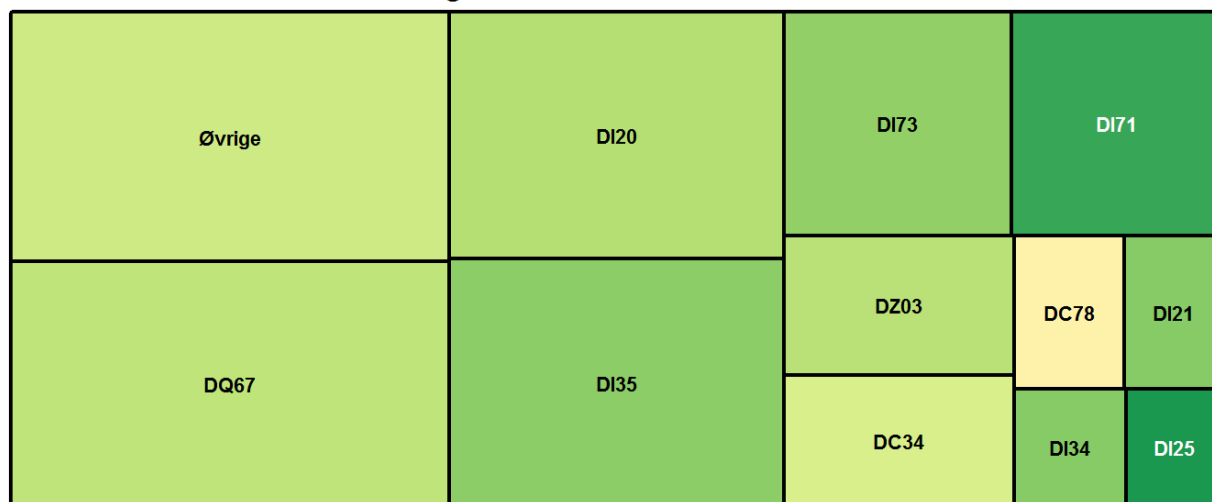 Øvrige
DI20
DI73
DI71
DQ67
DI35
DZ03
DC78
DI21
DC34
DI34
DI25